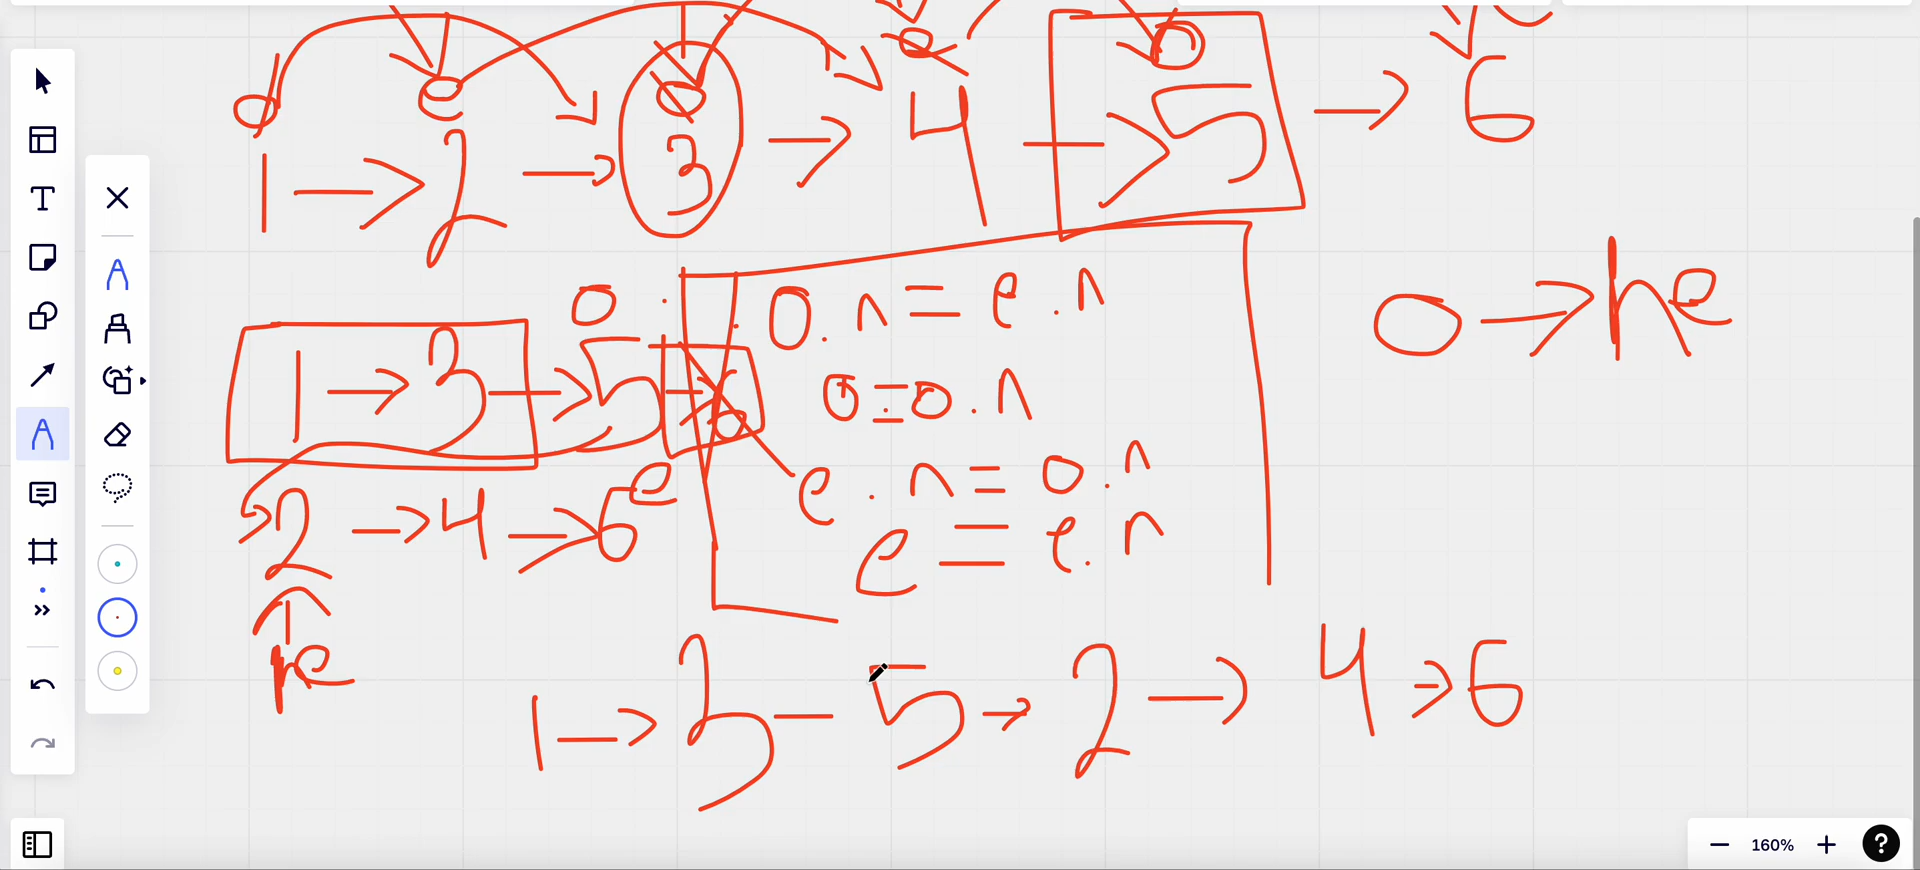 1 → 2 → 3 → 4 → 5 → 6
o . o.n = e.n o → he
1 → 3 → 5 → 6 o = o.n
e.n = o.n
2 → 4 → 6 e e = e.n
he
1 → 3 — 5 → 2 → 4 → 6
160%